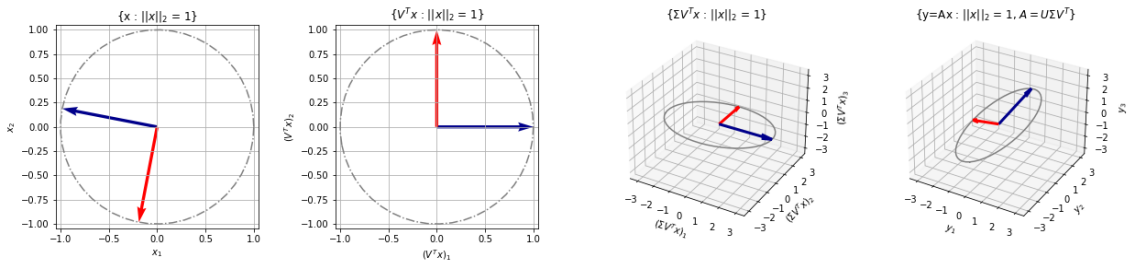 {x : ||x||₂ = 1}
1.00
0.75
0.50
0.25
0.00
−0.25
−0.50
−0.75
−1.00
x₂
−1.0 −0.5 0.0 0.5 1.0
x₁
{Vᵀx : ||x||₂ = 1}
1.00
0.75
0.50
0.25
0.00
−0.25
−0.50
−0.75
−1.00
(Vᵀx)₂
−1.0 −0.5 0.0 0.5 1.0
(Vᵀx)₁
{ΣVᵀx : ||x||₂ = 1}
3
2
1
0
−1
−2
−3
(ΣVᵀx)₃
−3 −2 −1 0 1 2 3
(ΣVᵀx)₁
−3 −2 −1 0 1 2 3
(ΣVᵀx)₂
{y=Ax : ||x||₂ = 1, A = UΣVᵀ}
3
2
1
0
−1
−2
−3
y₃
−3 −2 −1 0 1 2 3
y₁
−3 −2 −1 0 1 2 3
y₂